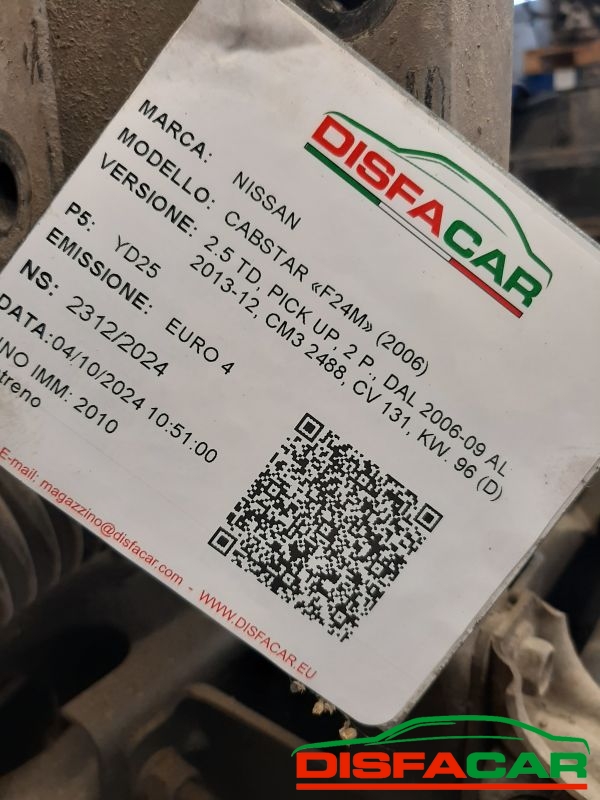 DISFACAR
MARCA: NISSAN
MODELLO: CABSTAR «F24M» (2006)
VERSIONE: 2.5 TD, PICK UP, 2 P., DAL 2006-09 AL
2013-12, CM3 2488, CV 131, KW. 96 (D)
P5: YD25
EMISSIONE: EURO 4
NS: 2312/2024
DATA: 04/10/2024 10:51:00
NO IMM: 2010
treno
E-mail: magazzino@disfacar.com - WWW.DISFACAR.EU
DISFACAR